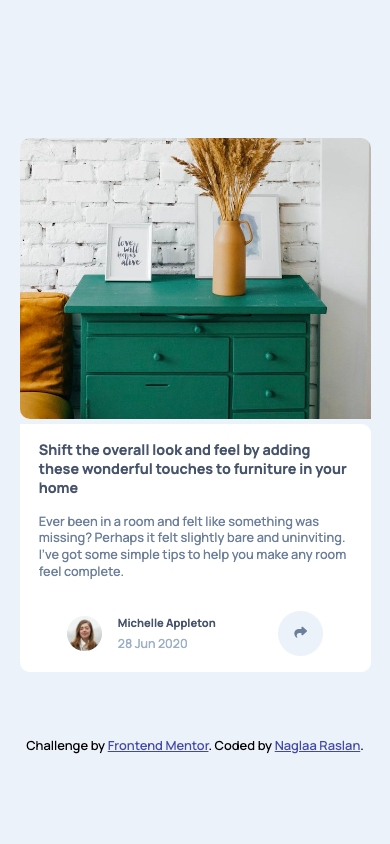 love
will
keep us
alive
Shift the overall look and feel by adding
these wonderful touches to furniture in your
home
Ever been in a room and felt like something was
missing? Perhaps it felt slightly bare and uninviting.
I've got some simple tips to help you make any room
feel complete.
Michelle Appleton
28 Jun 2020
Challenge by Frontend Mentor. Coded by Naglaa Raslan.